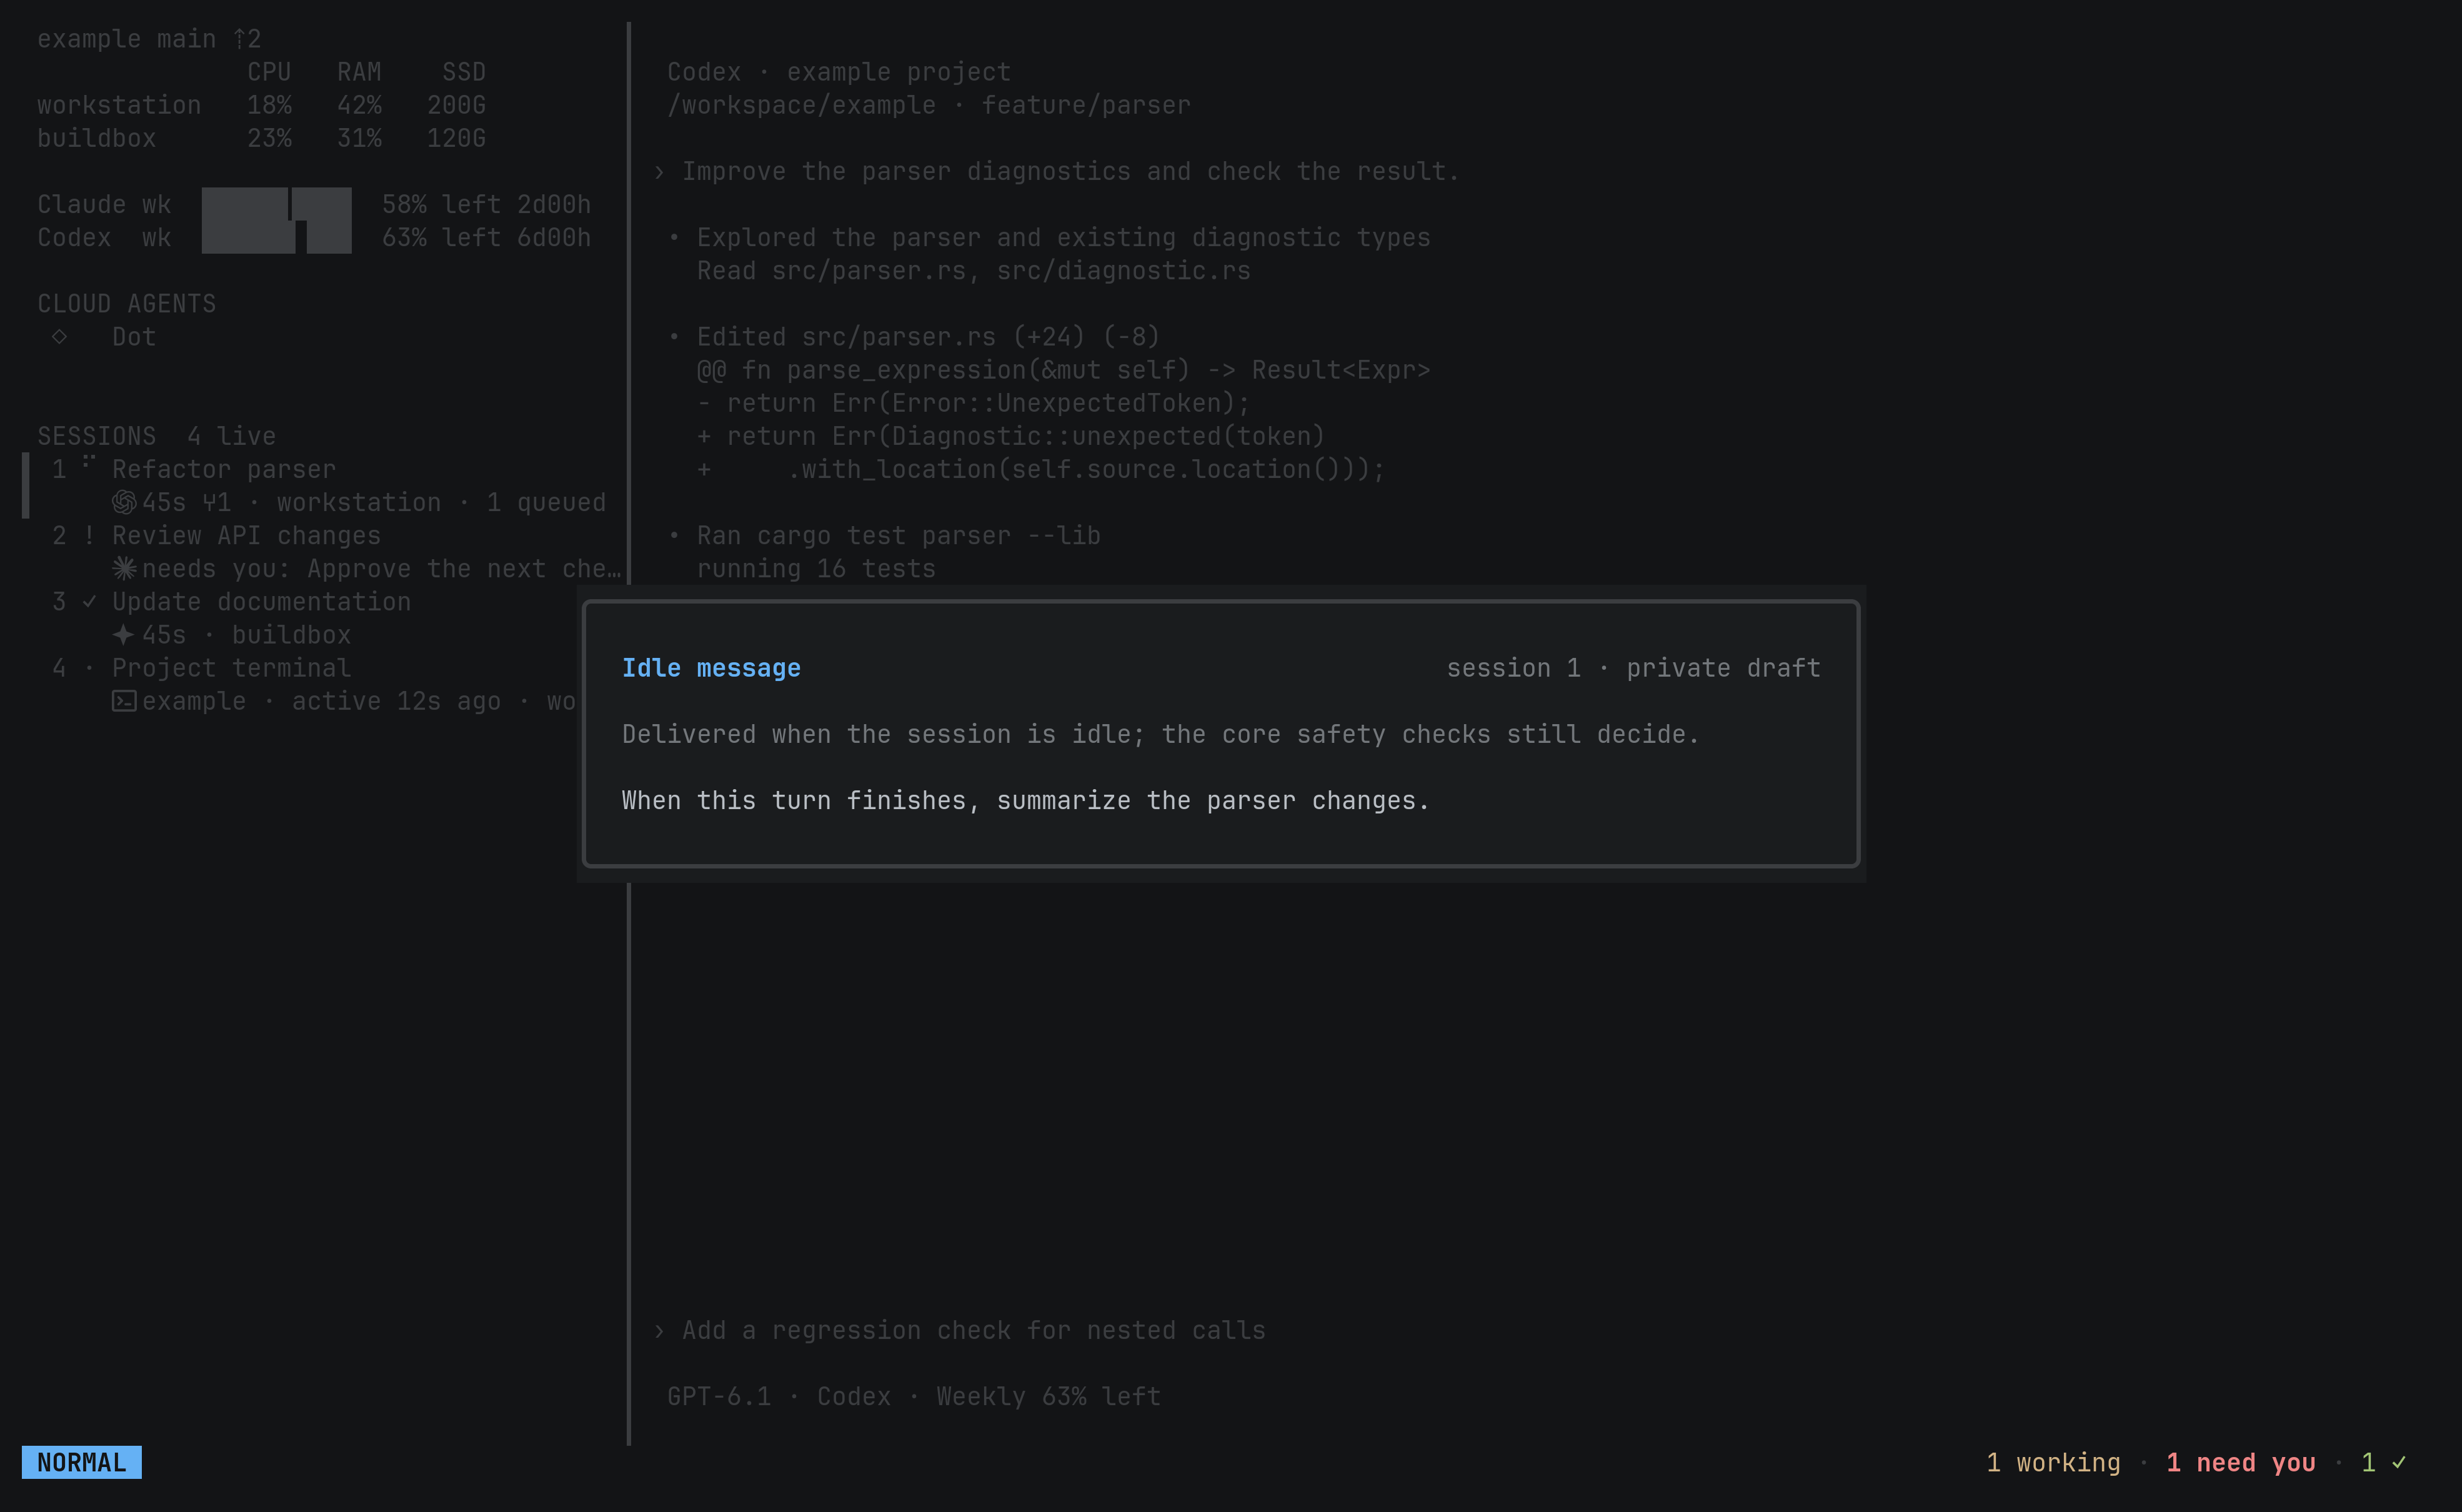 example main ⇡2
CPU RAM SSD
workstation 18% 42% 200G
buildbox 23% 31% 120G
Claude wk 58% left 2d00h
Codex wk 63% left 6d00h
CLOUD AGENTS
◇ Dot
SESSIONS 4 live
1 ⠋ Refactor parser
45s ⑂1 · workstation · 1 queued
2 ! Review API changes
needs you: Approve the next che…
3 ✓ Update documentation
45s · buildbox
4 · Project terminal
example · active 12s ago · wo
Codex · example project
/workspace/example · feature/parser
› Improve the parser diagnostics and check the result.
• Explored the parser and existing diagnostic types
Read src/parser.rs, src/diagnostic.rs
• Edited src/parser.rs (+24) (-8)
@@ fn parse_expression(&mut self) -> Result<Expr>
- return Err(Error::UnexpectedToken);
+ return Err(Diagnostic::unexpected(token)
+     .with_location(self.source.location()));
• Ran cargo test parser --lib
running 16 tests
Idle message session 1 · private draft
Delivered when the session is idle; the core safety checks still decide.
When this turn finishes, summarize the parser changes.
› Add a regression check for nested calls
GPT-6.1 · Codex · Weekly 63% left
NORMAL 1 working · 1 need you · 1 ✓